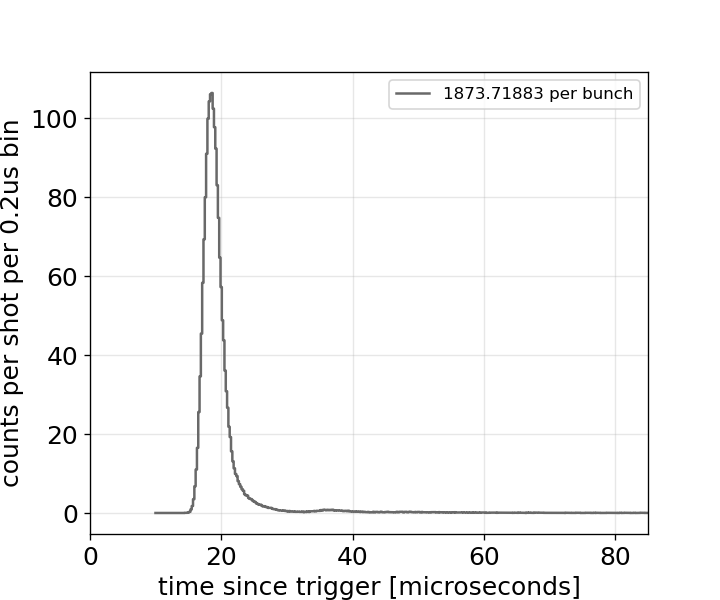 1873.71883 per bunch
counts per shot per 0.2us bin
100
80
60
40
20
0
0 20 40 60 80
time since trigger [microseconds]